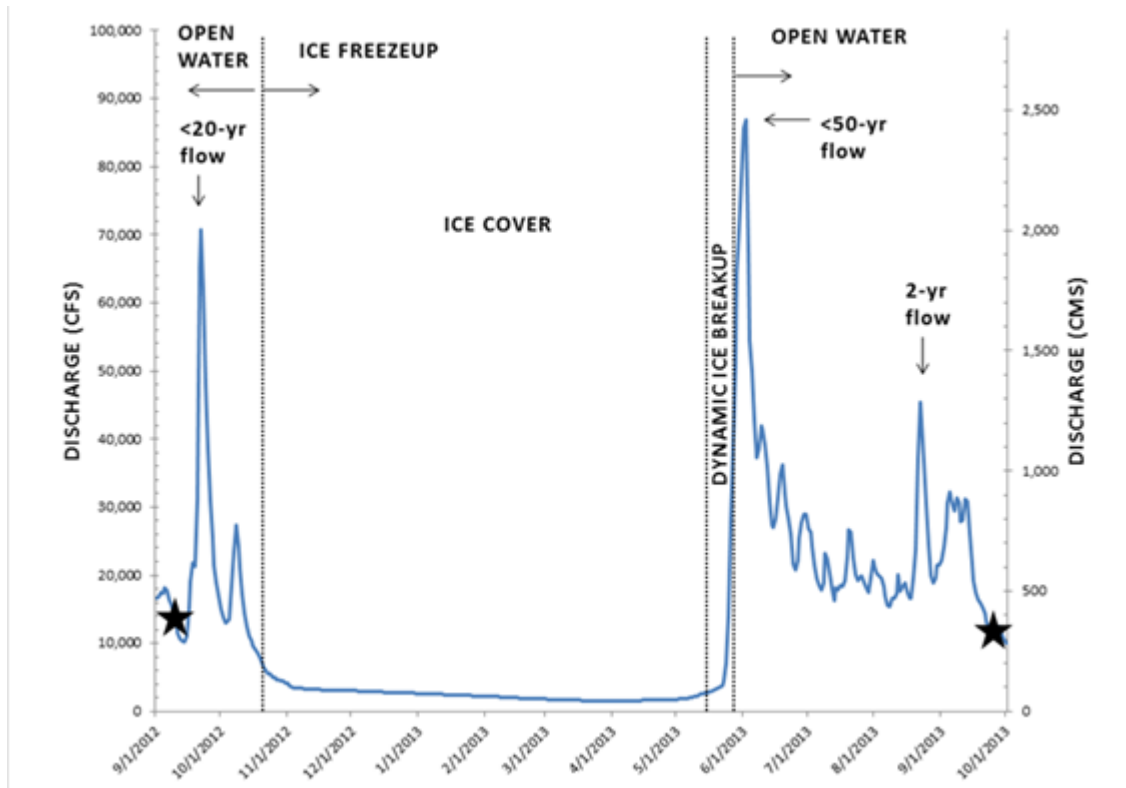 100,000
90,000
80,000
70,000
60,000
50,000
40,000
30,000
20,000
10,000
0
DISCHARGE (CFS)
OPEN
WATER
ICE FREEZEUP
<20-yr
flow
ICE COVER
DYNAMIC ICE BREAKUP
OPEN WATER
<50-yr
flow
2-yr
flow
2,500
2,000
1,500
1,000
500
0
DISCHARGE (CMS)
9/1/2012
10/1/2012
11/1/2012
12/1/2012
1/1/2013
2/1/2013
3/1/2013
4/1/2013
5/1/2013
6/1/2013
7/1/2013
8/1/2013
9/1/2013
10/1/2013